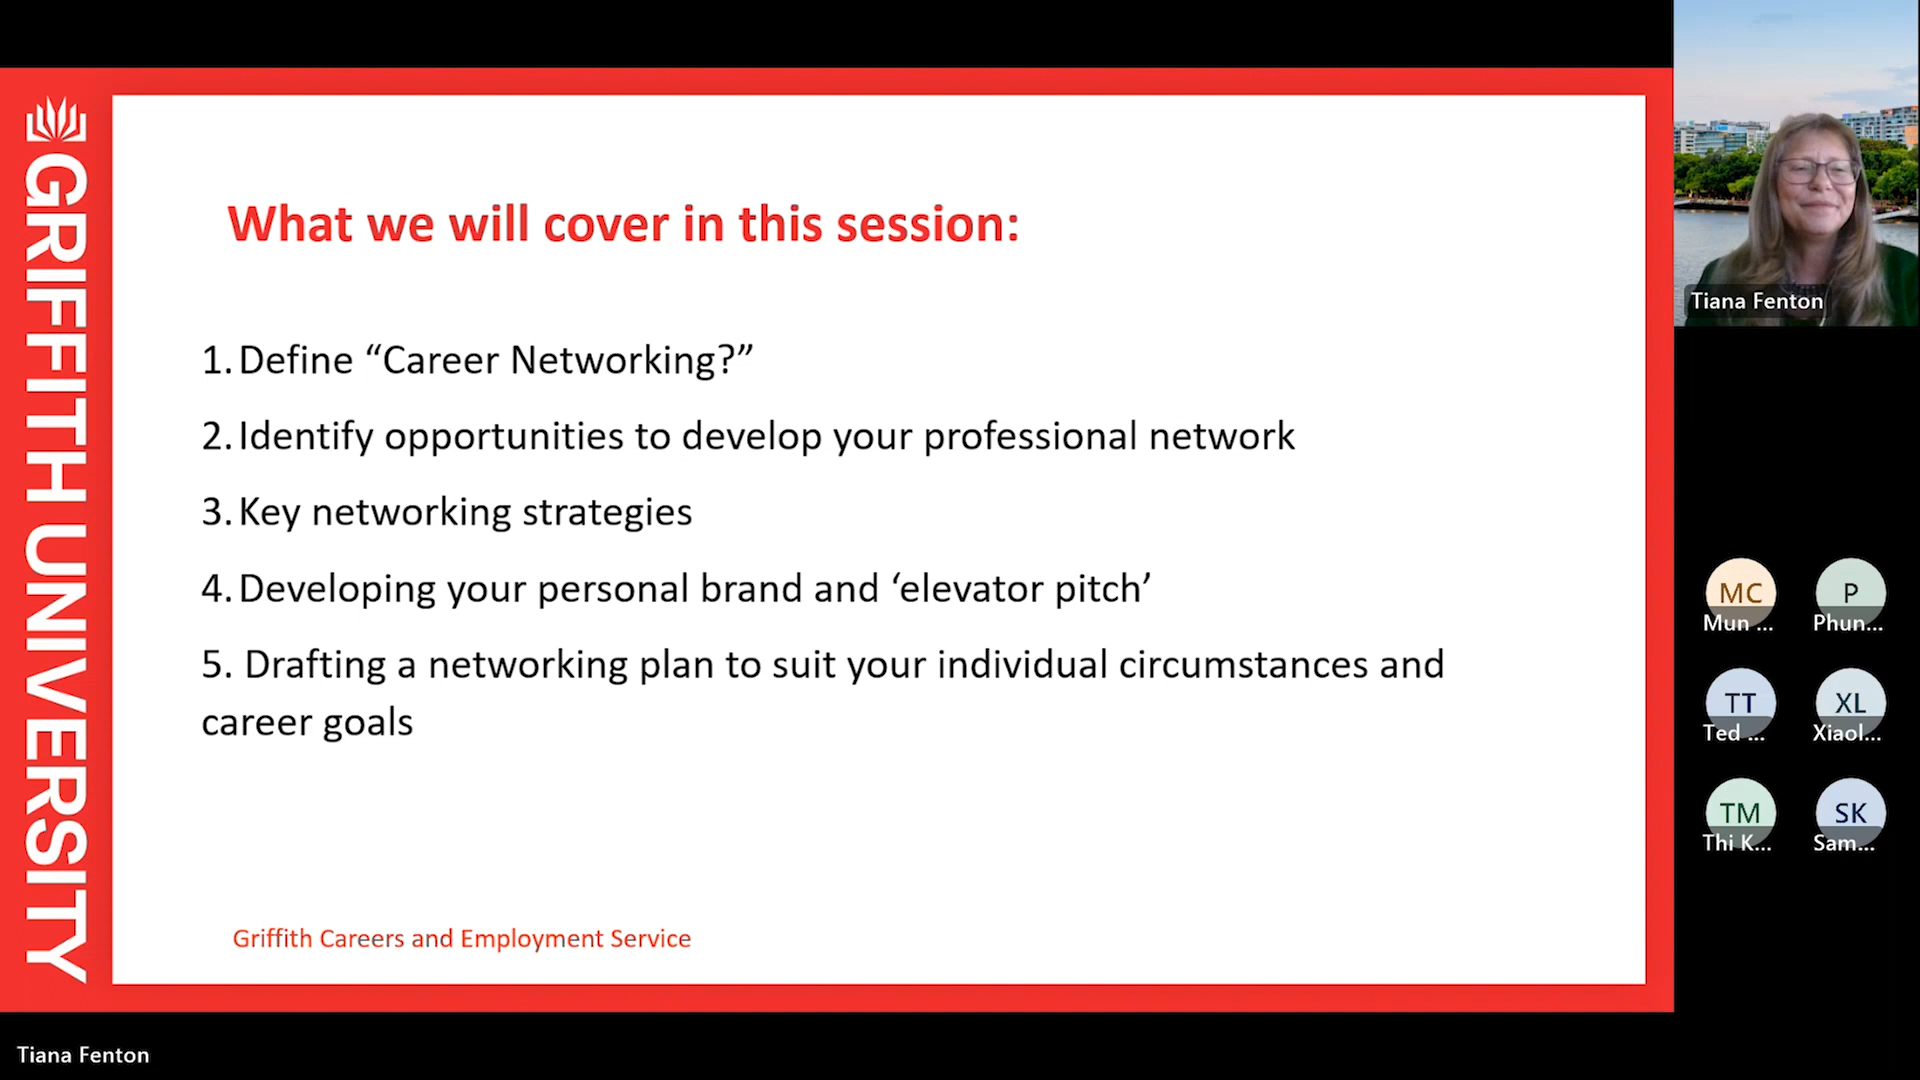 GRIFFITH UNIVERSITY
What we will cover in this session:
1. Define “Career Networking?”
2. Identify opportunities to develop your professional network
3. Key networking strategies
4. Developing your personal brand and ‘elevator pitch’
5. Drafting a networking plan to suit your individual circumstances and
career goals
Griffith Careers and Employment Service
Tiana Fenton
MC
Mun ...
P
Phun...
TT
Ted ...
XL
Xiaol...
TM
Thi K...
SK
Sam...
Tiana Fenton